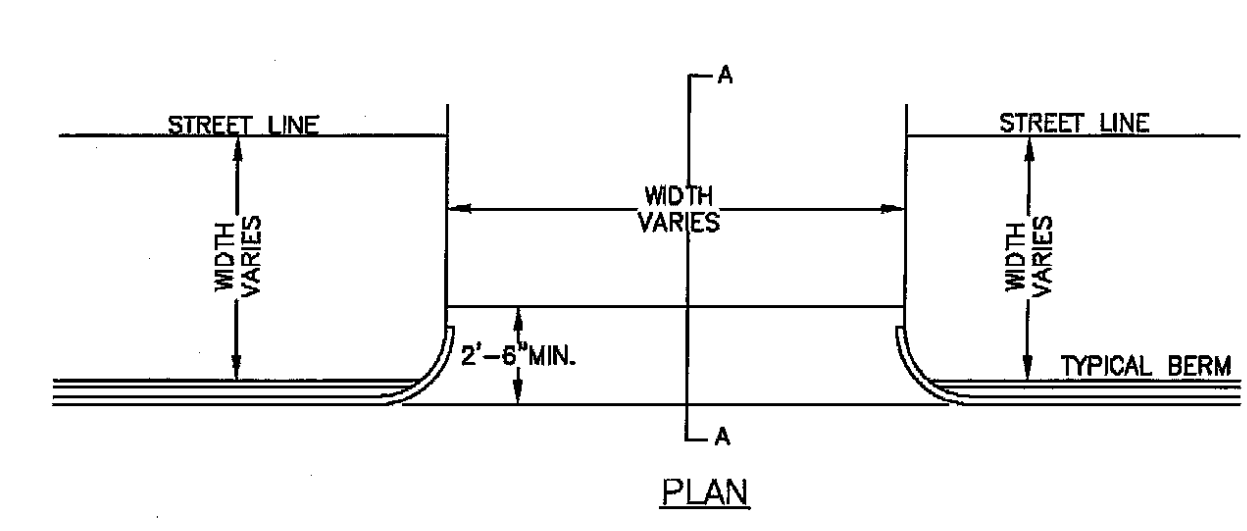 A
STREET LINE
STREET LINE
WIDTH
VARIES
WIDTH
VARIES
WIDTH
VARIES
2'-6" MIN.
TYPICAL BERM
A
PLAN